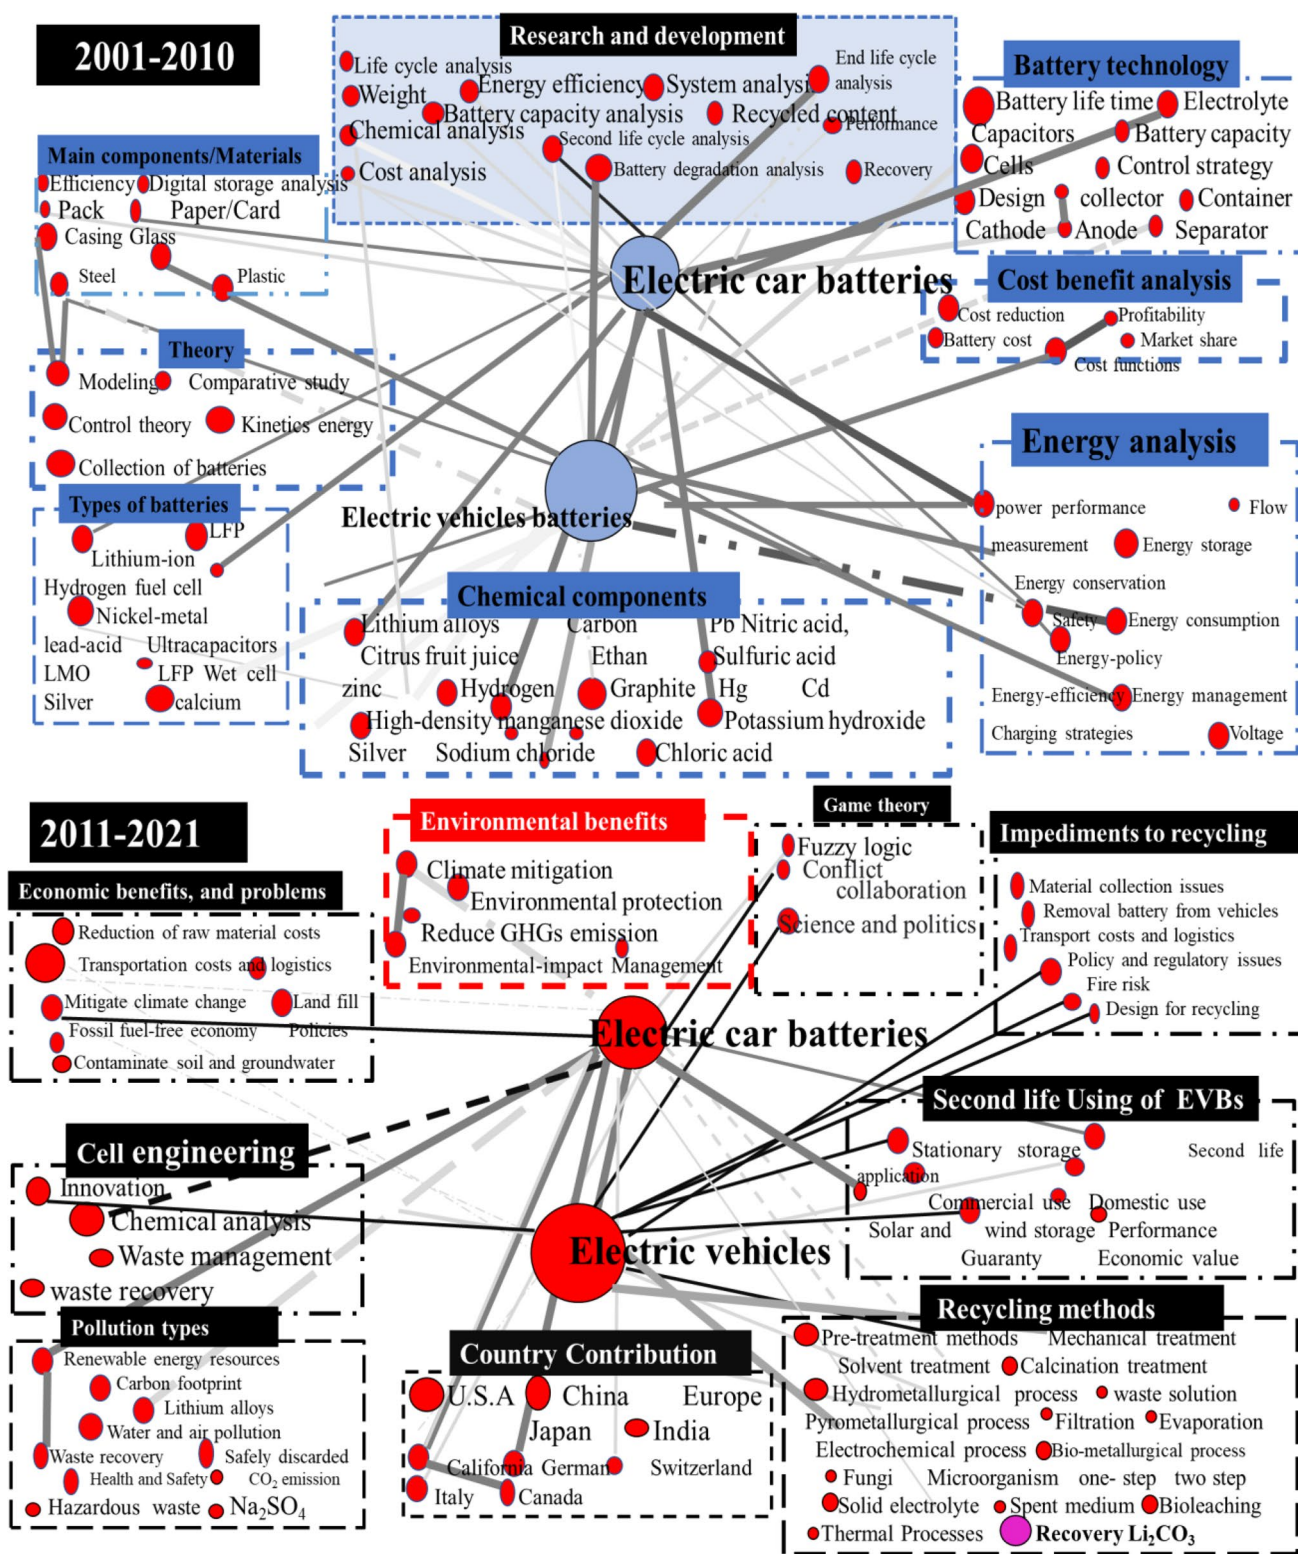 2001-2010
Research and development
Life cycle analysis
Weight
Energy efficiency
System analysis
End life cycle
analysis
Battery capacity analysis
Recycled content
Chemical analysis
Second life cycle analysis
Performance
Cost analysis
Battery degradation analysis
Recovery
Battery technology
Battery life time
Electrolyte
Capacitors
Battery capacity
Cells
Control strategy
Design
collector
Container
Cathode
Anode
Separator
Main components/Materials
Efficiency
Digital storage analysis
Pack
Paper/Card
Casing Glass
Steel
Plastic
Electric car batteries
Cost benefit analysis
Cost reduction
Profitability
Battery cost
Market share
Cost functions
Theory
Modeling
Comparative study
Control theory
Kinetics energy
Collection of batteries
Energy analysis
power performance
Flow
measurement
Energy storage
Energy conservation
Safety
Energy consumption
Energy-policy
Energy-efficiency
Energy management
Charging strategies
Voltage
Types of batteries
LFP
Lithium-ion
Hydrogen fuel cell
Nickel-metal
lead-acid
Ultracapacitors
LMO
LFP Wet cell
Silver
calcium
Electric vehicles batteries
Chemical components
Lithium alloys
Carbon
Pb Nitric acid,
Citrus fruit juice
Ethan
Sulfuric acid
zinc
Hydrogen
Graphite
Hg
Cd
High-density manganese dioxide
Potassium hydroxide
Silver
Sodium chloride
Chloric acid
2011-2021
Environmental benefits
Climate mitigation
Environmental protection
Reduce GHGs emission
Environmental-impact Management
Game theory
Fuzzy logic
Conflict
collaboration
Science and politics
Impediments to recycling
Material collection issues
Removal battery from vehicles
Transport costs and logistics
Policy and regulatory issues
Fire risk
Design for recycling
Economic benefits, and problems
Reduction of raw material costs
Transportation costs and logistics
Mitigate climate change
Land fill
Fossil fuel-free economy
Policies
Contaminate soil and groundwater
Electric car batteries
Second life Using of EVBs
Stationary storage
Second life
application
Commercial use
Domestic use
Solar and
wind storage
Performance
Guaranty
Economic value
Cell engineering
Innovation
Chemical analysis
Waste management
waste recovery
Electric vehicles
Pollution types
Renewable energy resources
Carbon footprint
Lithium alloys
Water and air pollution
Waste recovery
Safely discarded
Health and Safety
CO₂ emission
Hazardous waste
Na₂SO₄
Country Contribution
U.S.A
China
Europe
Japan
India
California
German
Switzerland
Italy
Canada
Recycling methods
Pre-treatment methods
Mechanical treatment
Solvent treatment
Calcination treatment
Hydrometallurgical process
waste solution
Pyrometallurgical process
Filtration
Evaporation
Electrochemical process
Bio-metallurgical process
Fungi
Microorganism
one- step
two step
Solid electrolyte
Spent medium
Bioleaching
Thermal Processes
Recovery Li₂CO₃